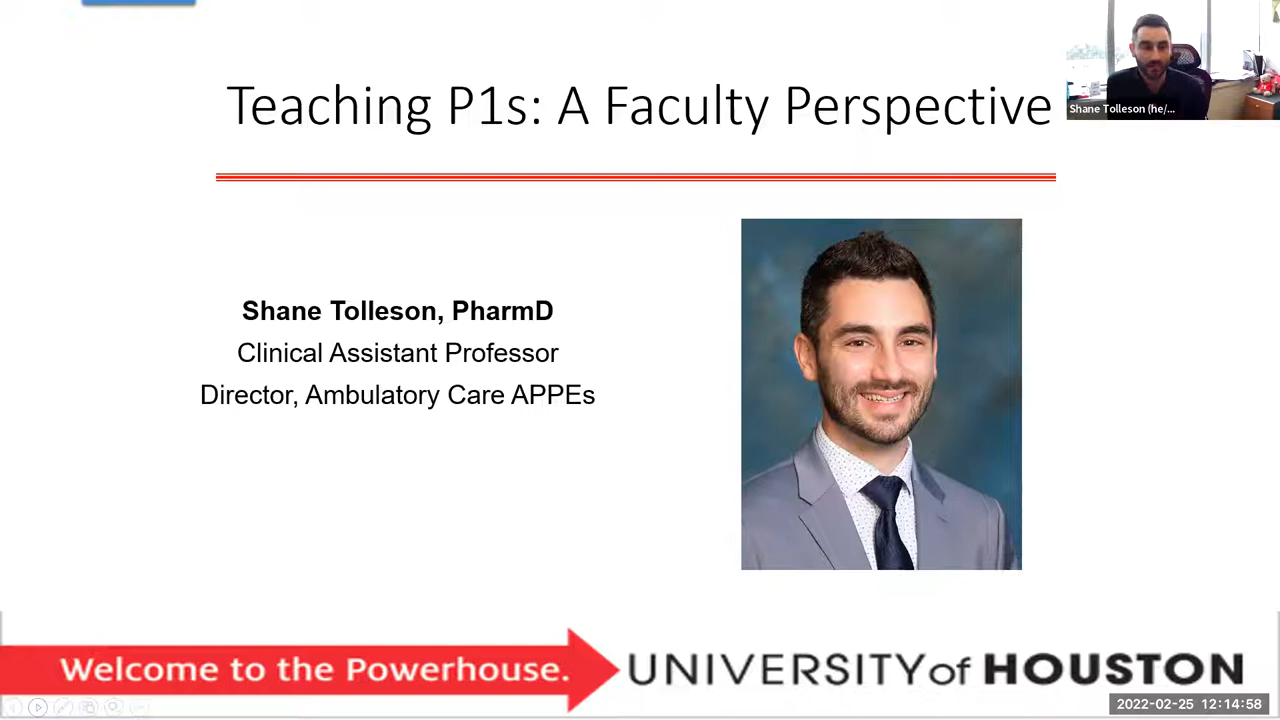 Teaching P1s: A Faculty Perspective
Shane Tolleson (he/...
Shane Tolleson, PharmD
Clinical Assistant Professor
Director, Ambulatory Care APPEs
Welcome to the Powerhouse.
UNIVERSITY of HOUSTON
2022-02-25 12:14:58